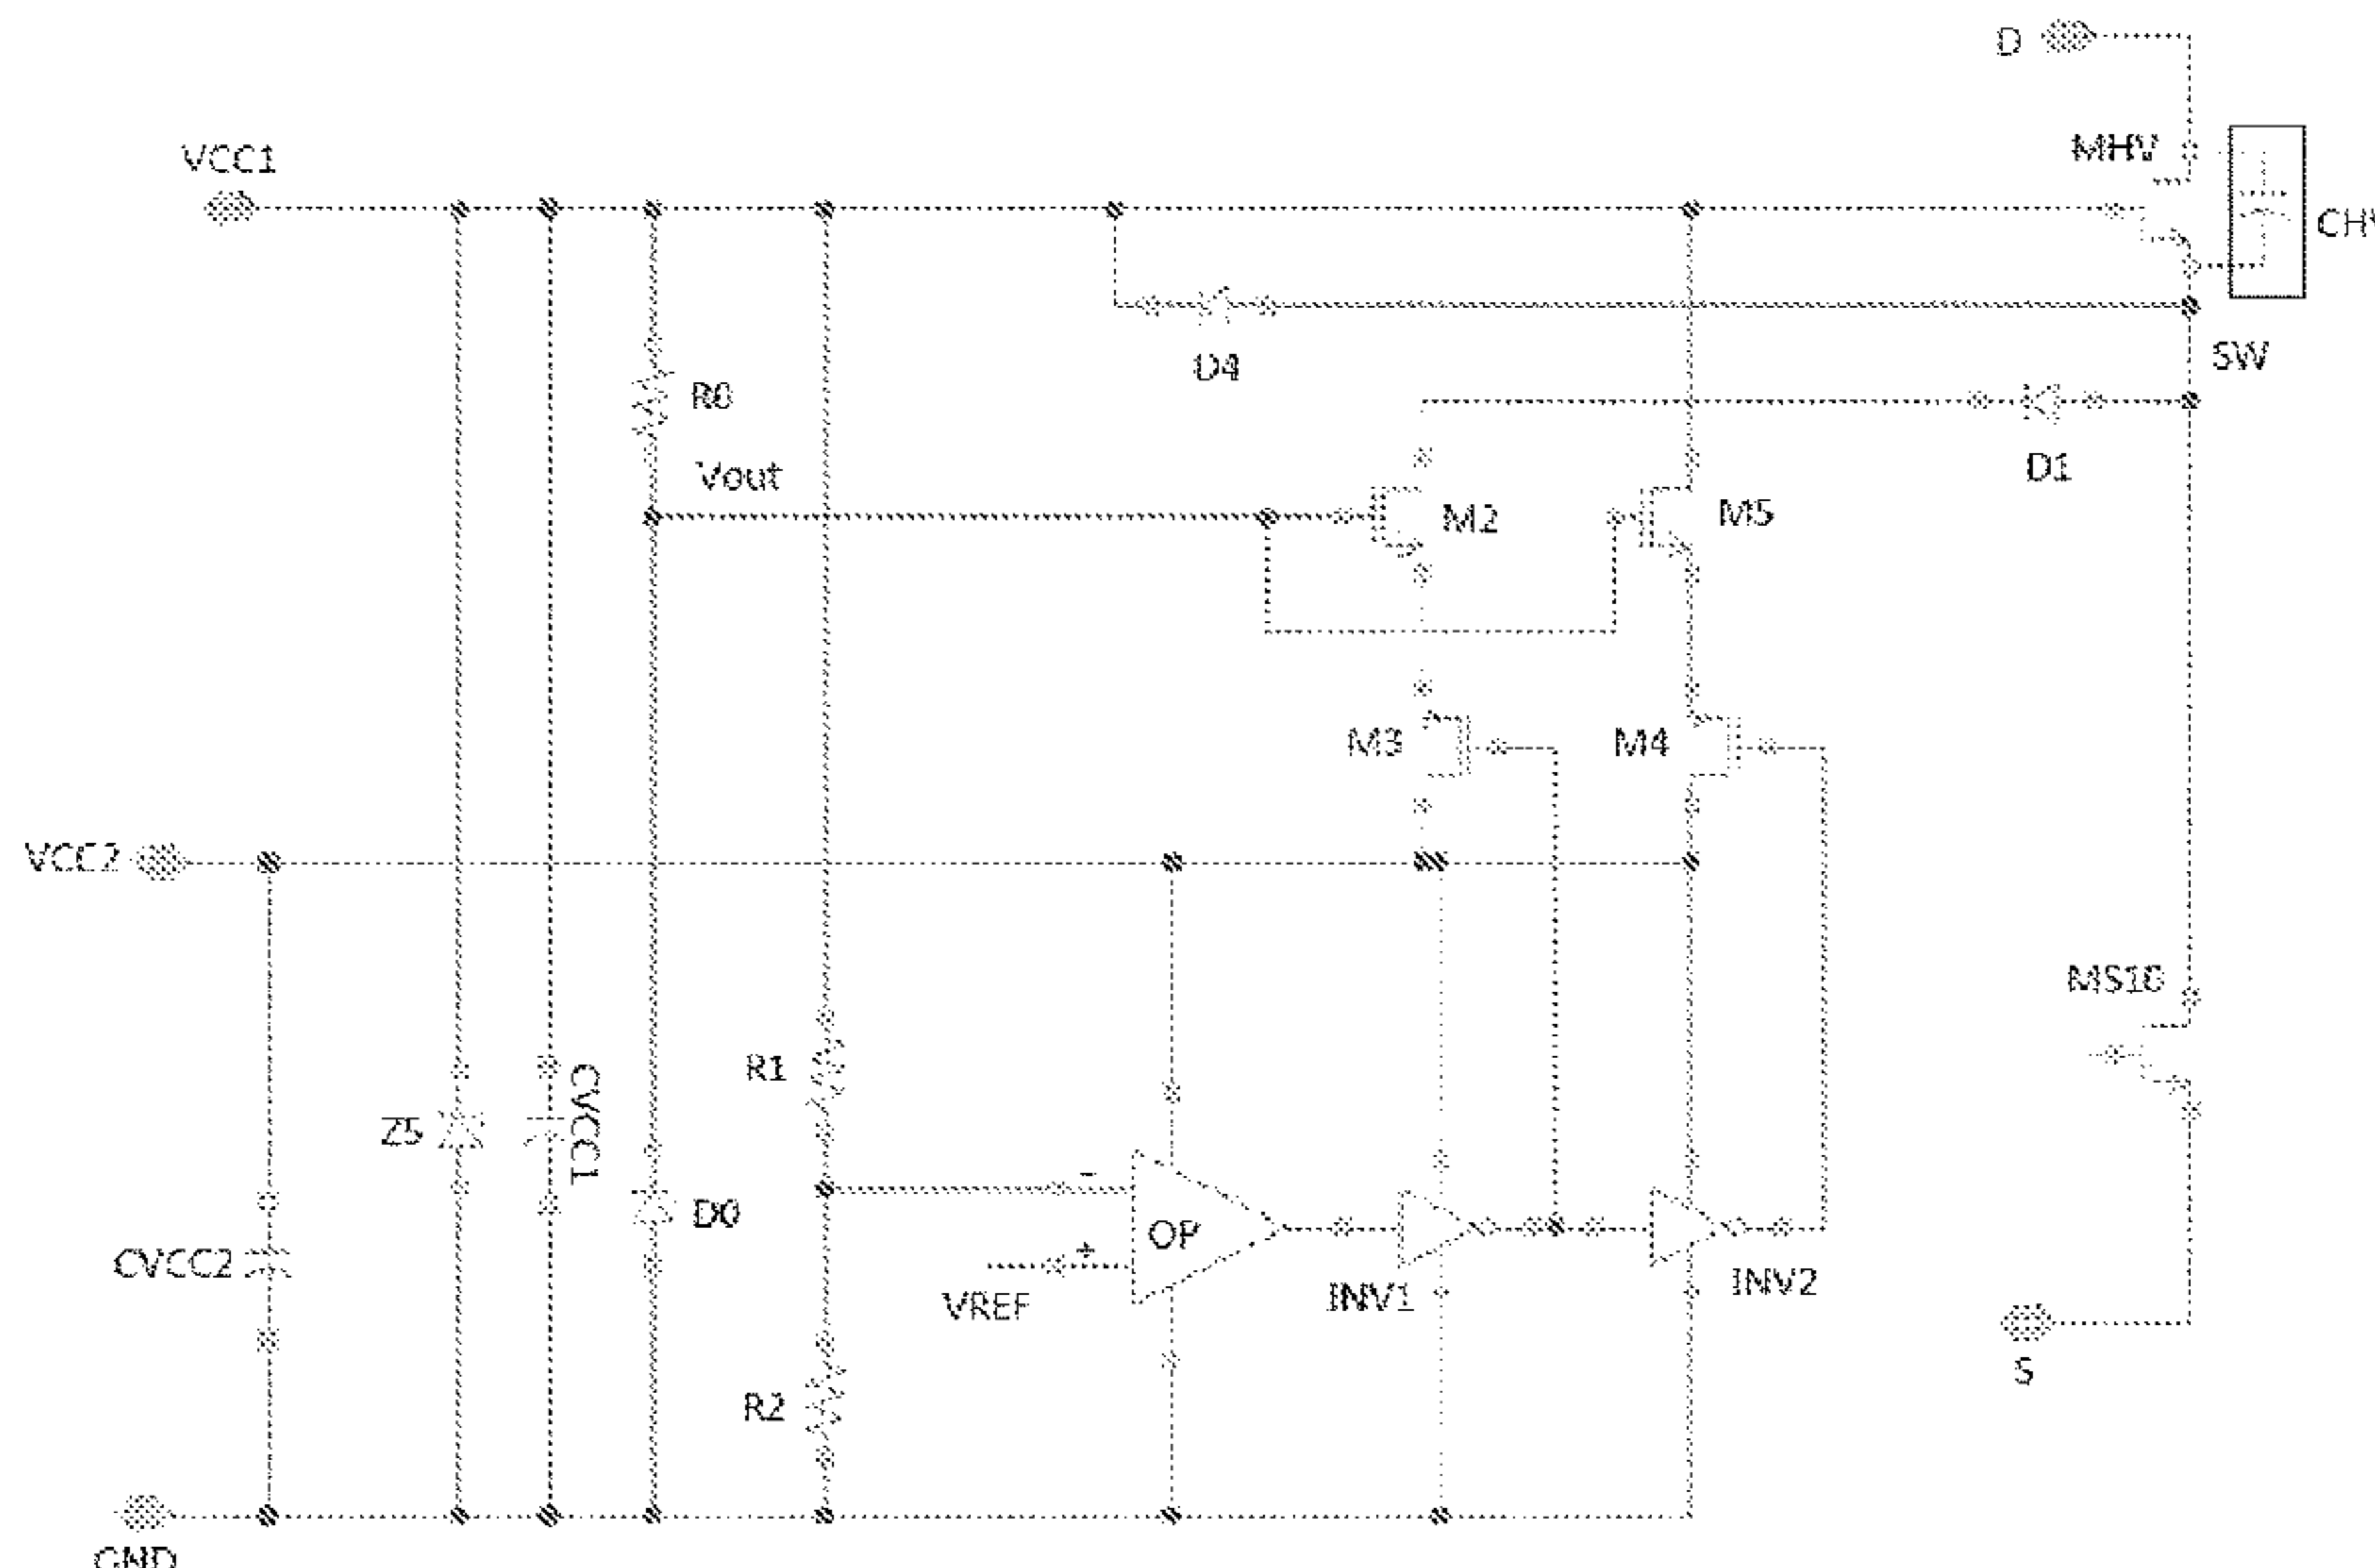 D
MHV
CHV
VCC1
SW
D4
R0
Vout
D1
M2
M5
M3
M4
VCC2
MS10
R1
CVCC1
Z5
-
D0
OP
+
CVCC2
VREF
INV1
INV2
S
R2
GND